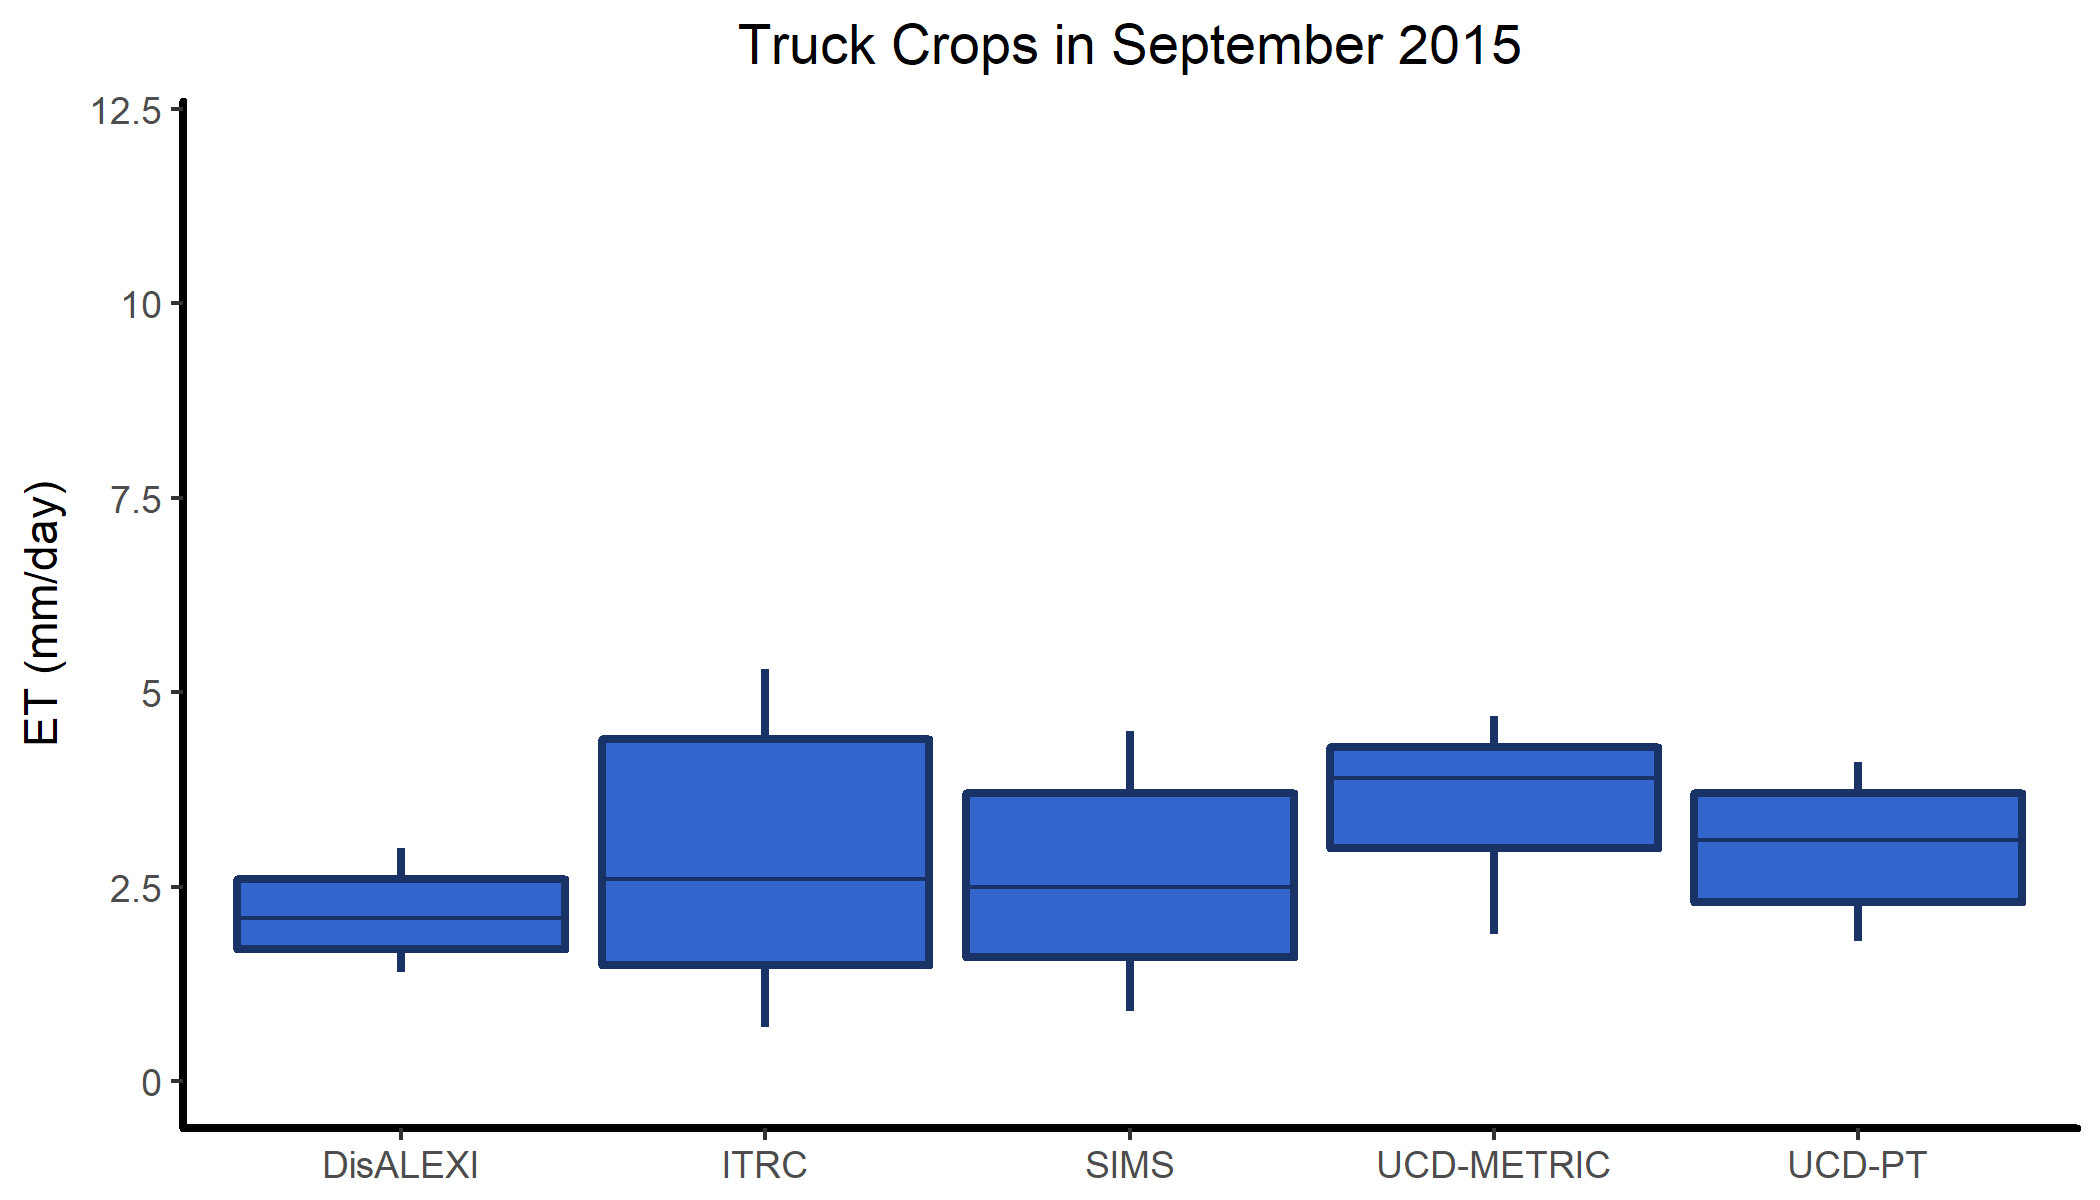 Truck Crops in September 2015
ET (mm/day)
12.5
10
7.5
5
2.5
0
DisALEXI
ITRC
SIMS
UCD-METRIC
UCD-PT